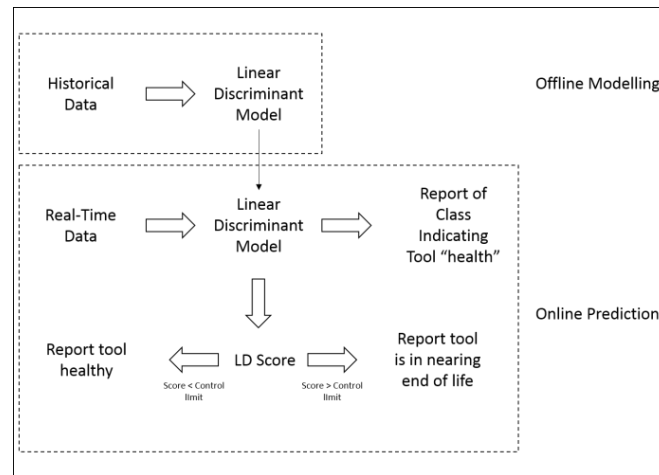 Historical
Data
Linear
Discriminant
Model
Offline Modelling
Real-Time
Data
Linear
Discriminant
Model
Report of
Class
Indicating
Tool “health”
Online Prediction
Report tool
healthy
Score < Control
limit
LD Score
Score > Control
limit
Report tool
is in nearing
end of life